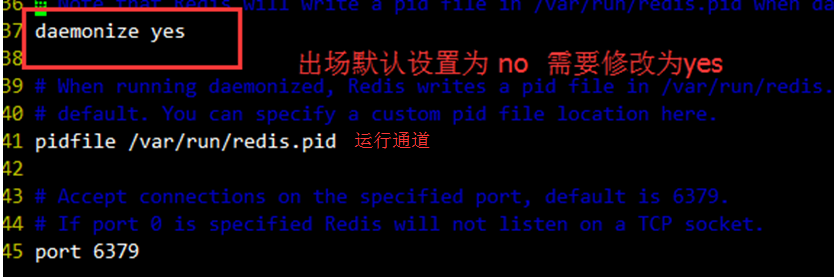 36 # Note that Redis will write a pid file in /var/run/redis.pid when da
37 daemonize yes
38
出场默认设置为 no 需要修改为yes
39 # When running daemonized, Redis writes a pid file in /var/run/redis.
40 # default. You can specify a custom pid file location here.
41 pidfile /var/run/redis.pid 运行通道
42
43 # Accept connections on the specified port, default is 6379.
44 # If port 0 is specified Redis will not listen on a TCP socket.
45 port 6379